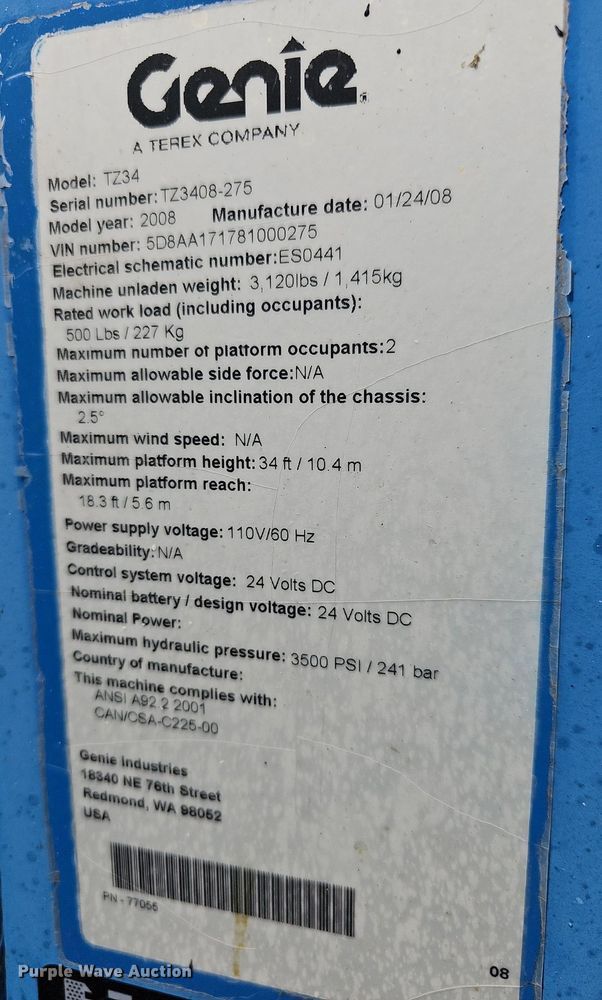 Genie
A TEREX COMPANY
Model: TZ34
Serial number: TZ3408-275
Model year: 2008 Manufacture date: 01/24/08
VIN number: 5D8AA171781000275
Electrical schematic number:ES0441
Machine unladen weight: 3,120lbs / 1,415kg
Rated work load (including occupants):
500 Lbs / 227 Kg
Maximum number of platform occupants:2
Maximum allowable side force:N/A
Maximum allowable inclination of the chassis:
2.5°
Maximum wind speed: N/A
Maximum platform height: 34 ft / 10.4 m
Maximum platform reach:
18.3 ft / 5.6 m
Power supply voltage: 110V/60 Hz
Gradeability: N/A
Control system voltage: 24 Volts DC
Nominal battery / design voltage: 24 Volts DC
Nominal Power:
Maximum hydraulic pressure: 3500 PSI / 241 bar
Country of manufacture:
This machine complies with:
ANSI A92.2 2001
CAN/CSA-C225-00
Genie Industries
18340 NE 76th Street
Redmond, WA 98052
USA
PN - 77055
08
Purple Wave Auction